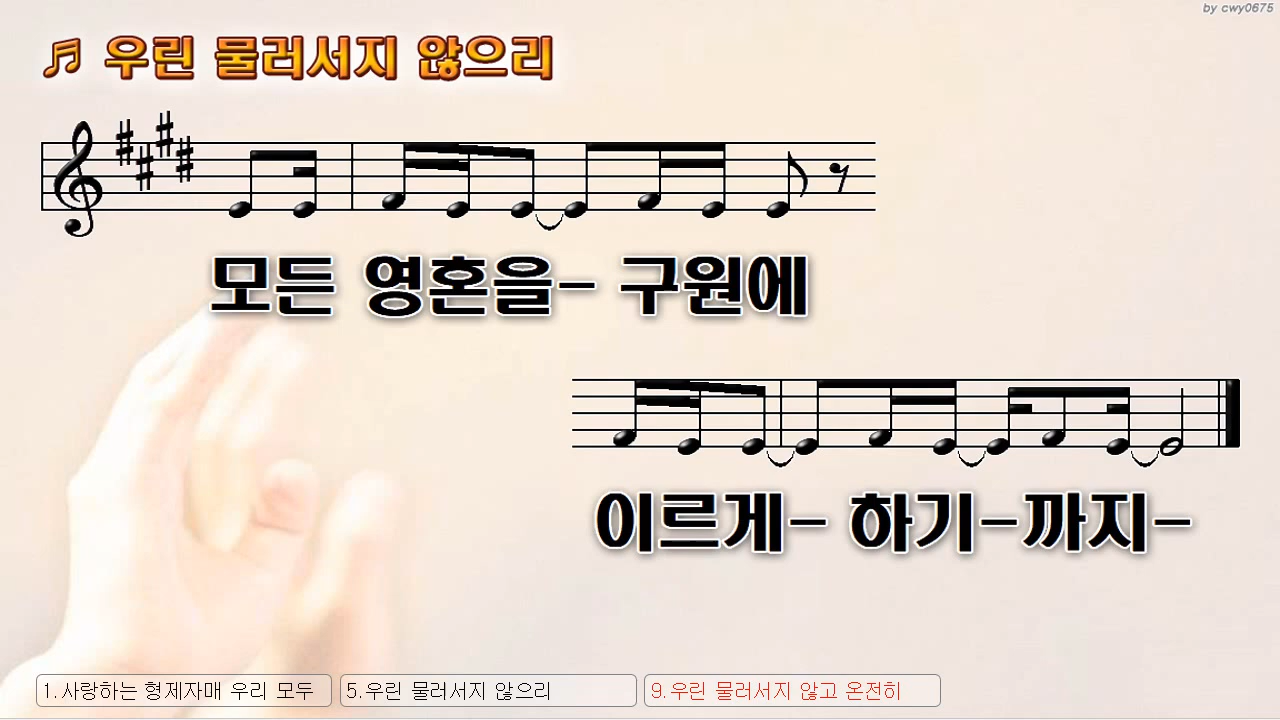 by cwy0675
♬ 우린 물러서지 않으리
모든 영혼을- 구원에
이르게- 하기-까지-
1.사랑하는 형제자매 우리 모두
5.우린 물러서지 않으리
9.우린 물러서지 않고 온전히